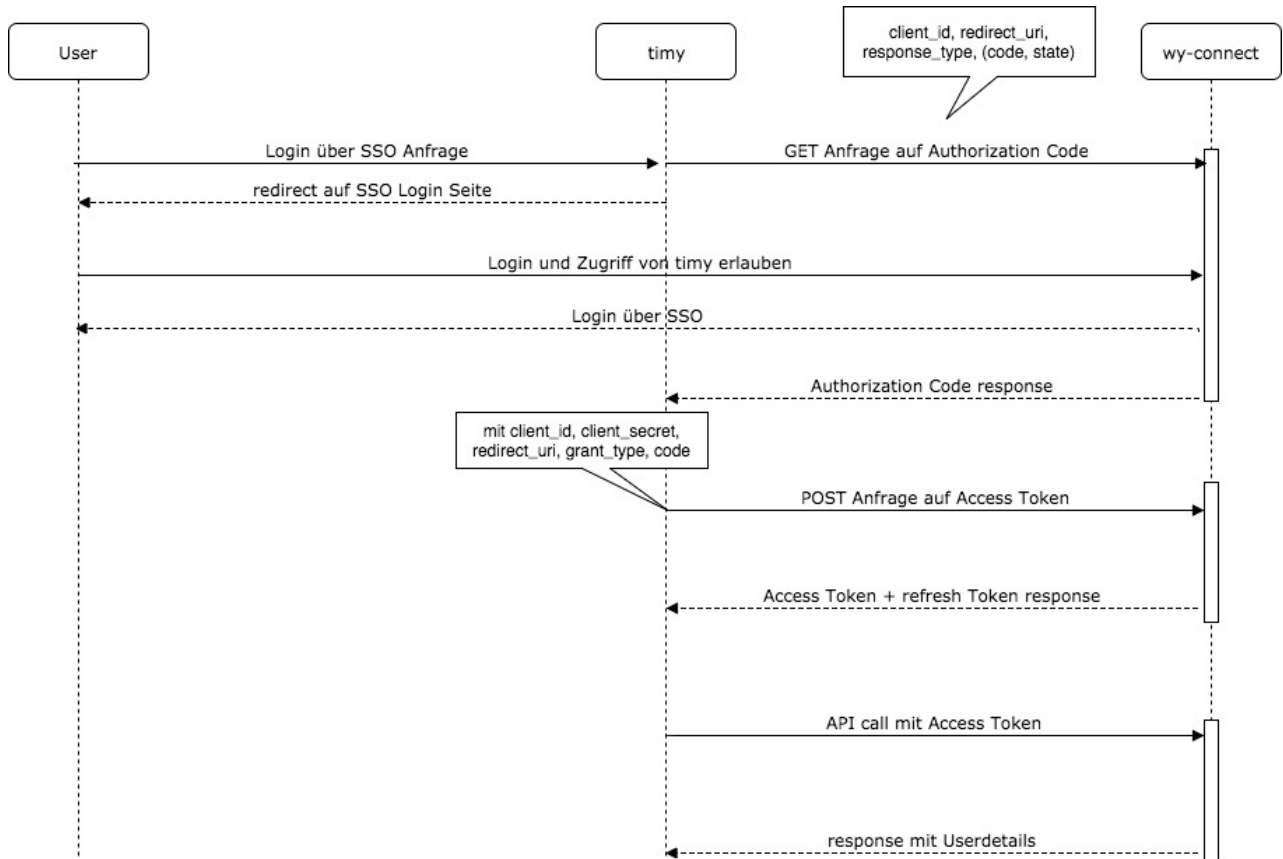 client_id, redirect_uri,
response_type, (code, state)
User
timy
wy-connect
Login über SSO Anfrage
GET Anfrage auf Authorization Code
redirect auf SSO Login Seite
Login und Zugriff von timy erlauben
Login über SSO
Authorization Code response
mit client_id, client_secret,
redirect_uri, grant_type, code
POST Anfrage auf Access Token
Access Token + refresh Token response
API call mit Access Token
response mit Userdetails